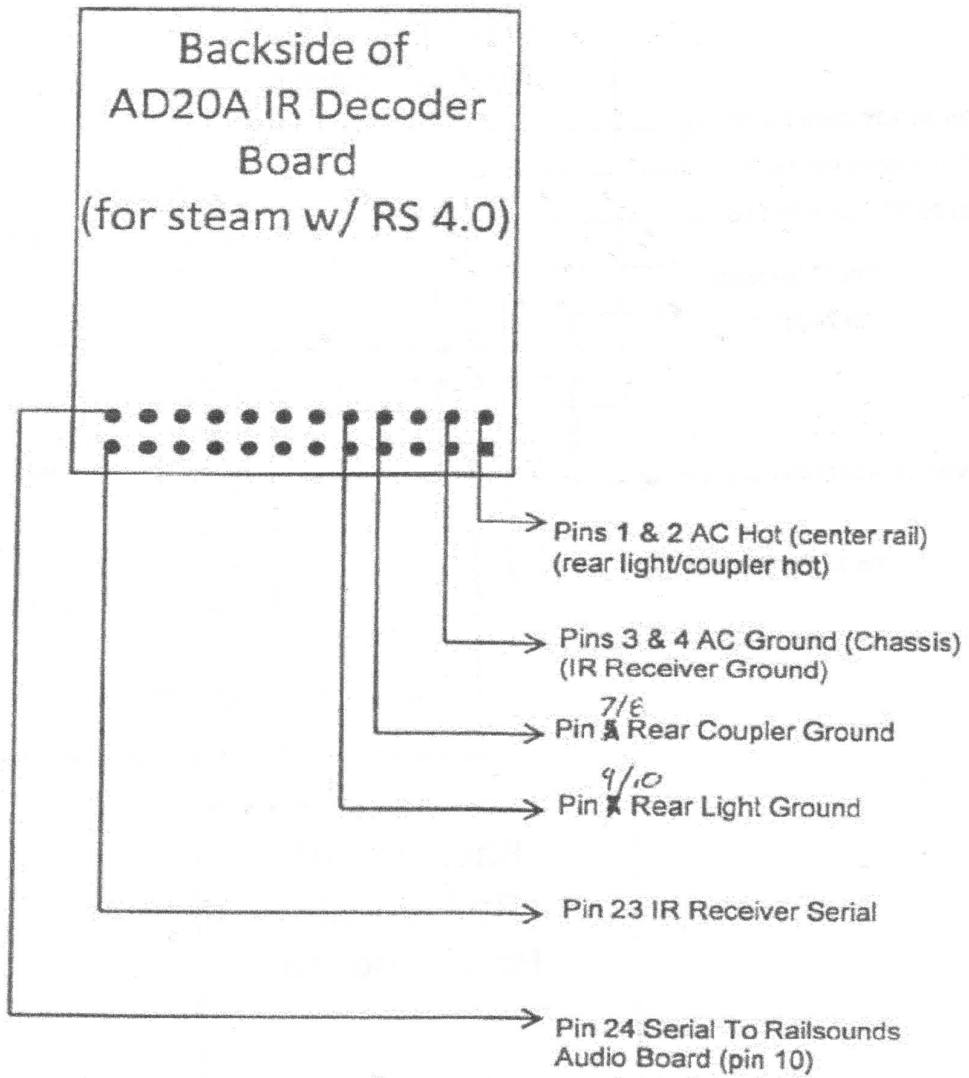 Backside of
AD20A IR Decoder
Board
(for steam w/ RS 4.0)
Pins 1 & 2 AC Hot (center rail)
(rear light/coupler hot)
Pins 3 & 4 AC Ground (Chassis)
(IR Receiver Ground)
7/8
Pin Rear Coupler Ground
9/10
Pin Rear Light Ground
Pin 23 IR Receiver Serial
Pin 24 Serial To Railsounds
Audio Board (pin 10)